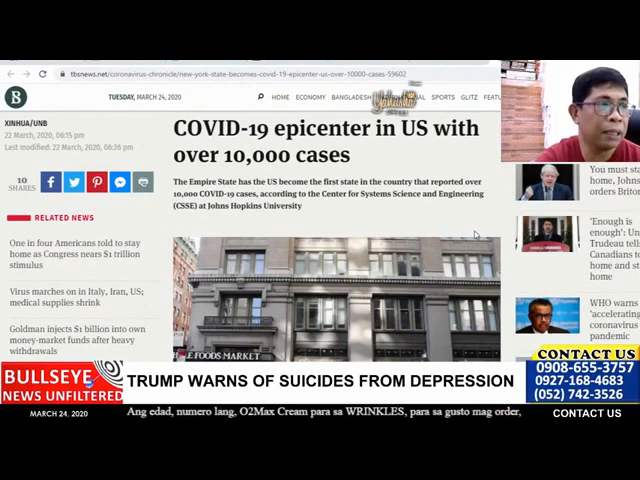 tbsnews.net/coronavirus-chronicle/new-york-state-becomes-covid-19-epicenter-us-over-10000-cases-59602
B
TUESDAY, MARCH 24, 2020
HOME ECONOMY BANGLADESH
SPORTS GLITZ FEATU
XINHUA/UNB
22 March, 2020, 06:15 pm
Last modified: 22 March, 2020, 06:26 pm
COVID-19 epicenter in US with
over 10,000 cases
10
SHARES
The Empire State has the US become the first state in the country that reported over
10,000 COVID-19 cases, according to the Center for Systems Science and Engineering
(CSSE) at Johns Hopkins University
RELATED NEWS
One in four Americans told to stay
home as Congress nears $1 trillion
stimulus
Virus marches on in Italy, Iran, US;
medical supplies shrink
Goldman injects $1 billion into own
money-market funds after heavy
withdrawals
You must sta
home, Johns
orders Briton
'Enough is
enough': Un
Trudeau tells
Canadians to
home and st
home
WHO warns
'accelerating
coronavirus
pandemic
FOODS MARKET
BULLSEYE
NEWS UNFILTERED
TRUMP WARNS OF SUICIDES FROM DEPRESSION
CONTACT US
0908-655-3757
0927-168-4683
(052) 742-3526
MARCH 24, 2020
Ang edad, numero lang, O2Max Cream para sa WRINKLES, para sa gusto mag order,
CONTACT US